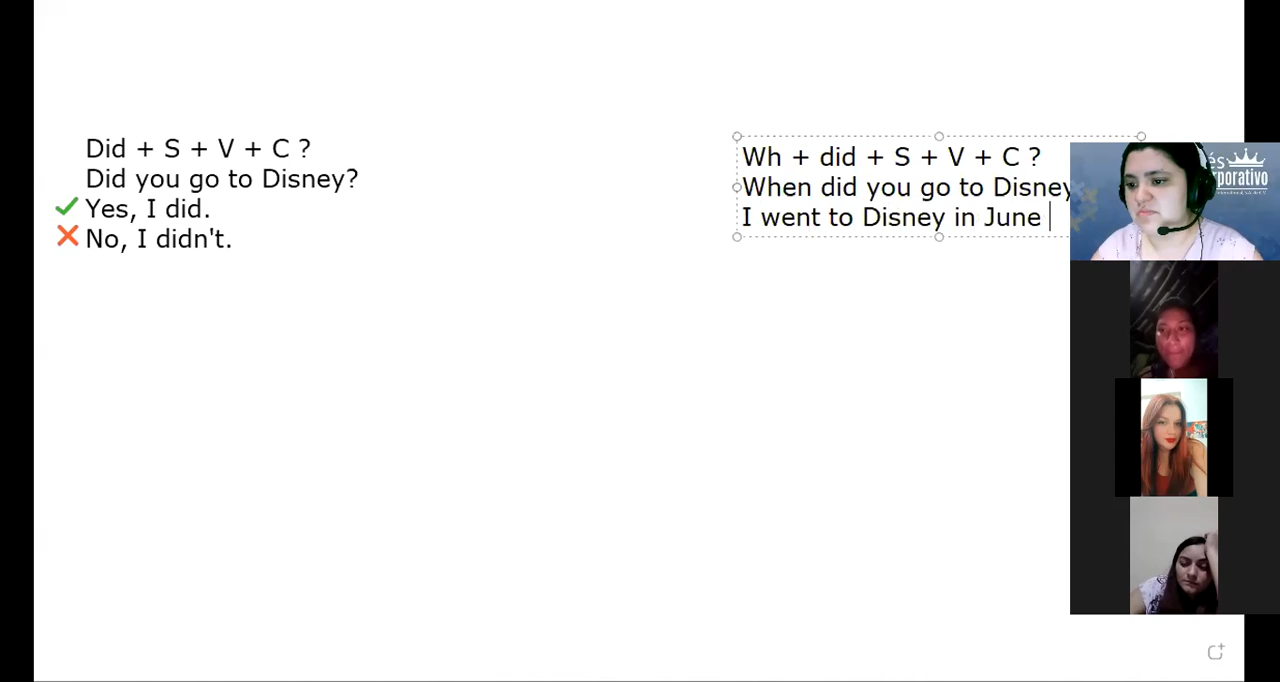 Did + S + V + C ?
Did you go to Disney?
Yes, I did.
No, I didn't.
Wh + did + S + V + C ?
When did you go to Disney
I went to Disney in June